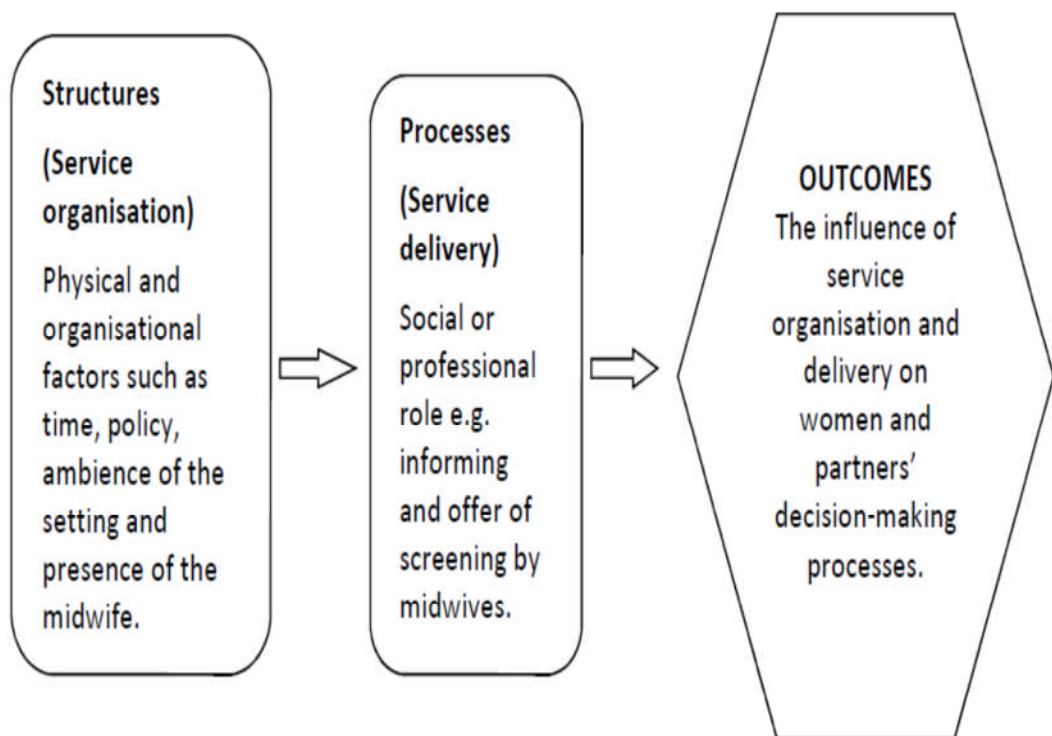 Structures
(Service
organisation)
Physical and
organisational
factors such as
time, policy,
ambience of the
setting and
presence of the
midwife.
Processes
(Service
delivery)
Social or
professional
role e.g.
informing
and offer of
screening by
midwives.
OUTCOMES
The influence of
service
organisation and
delivery on
women and
partners’
decision-making
processes.